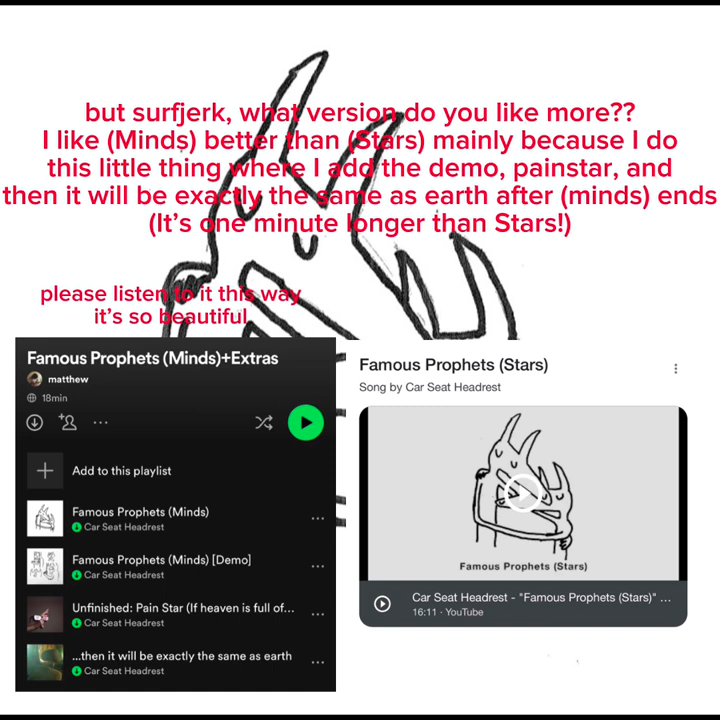 but surfjerk, what version do you like more??
I like (Minds) better than (Stars) mainly because I do
this little thing where I add the demo, painstar, and
then it will be exactly the same as earth after (minds) ends
(It’s one minute longer than Stars!)
please listen to it this way
it’s so beautiful
Famous Prophets (Minds)+Extras
matthew
18min
Add to this playlist
Famous Prophets (Minds)
Car Seat Headrest
Famous Prophets (Minds) [Demo]
Car Seat Headrest
Unfinished: Pain Star (If heaven is full of...
Car Seat Headrest
...then it will be exactly the same as earth
Car Seat Headrest
Famous Prophets (Stars)
Song by Car Seat Headrest
Famous Prophets (Stars)
Car Seat Headrest - "Famous Prophets (Stars)" ...
16:11 · YouTube